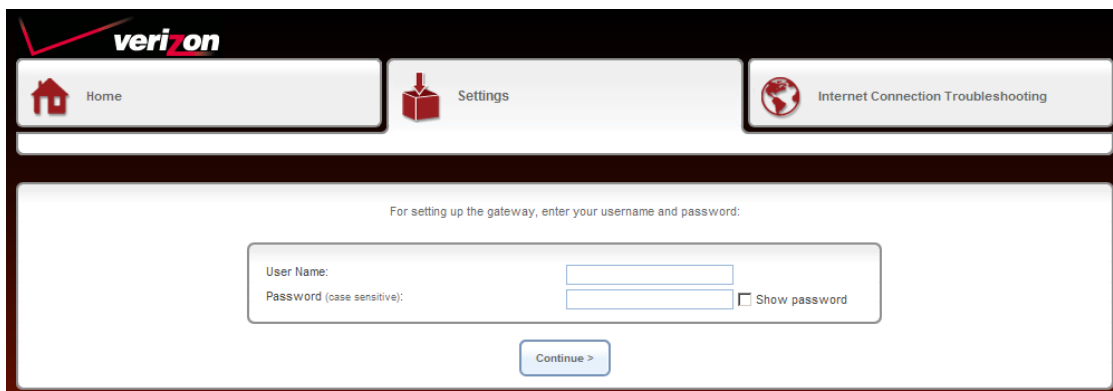 verizon
Home
Settings
Internet Connection Troubleshooting
For setting up the gateway, enter your username and password:
User Name:
Password (case sensitive):
Show password
Continue >